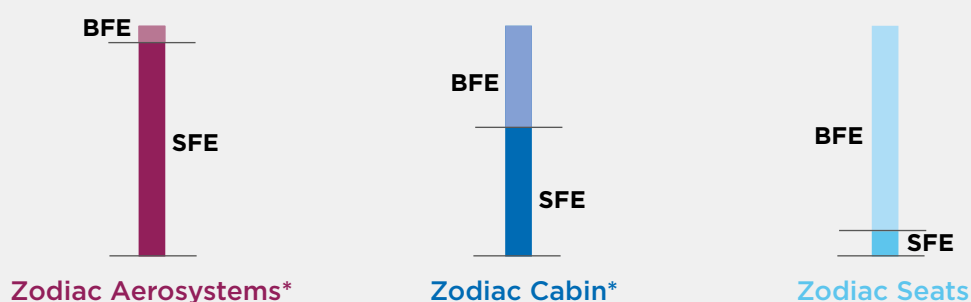 BFE
SFE
Zodiac Aerosystems*
BFE
SFE
Zodiac Cabin*
BFE
SFE
Zodiac Seats